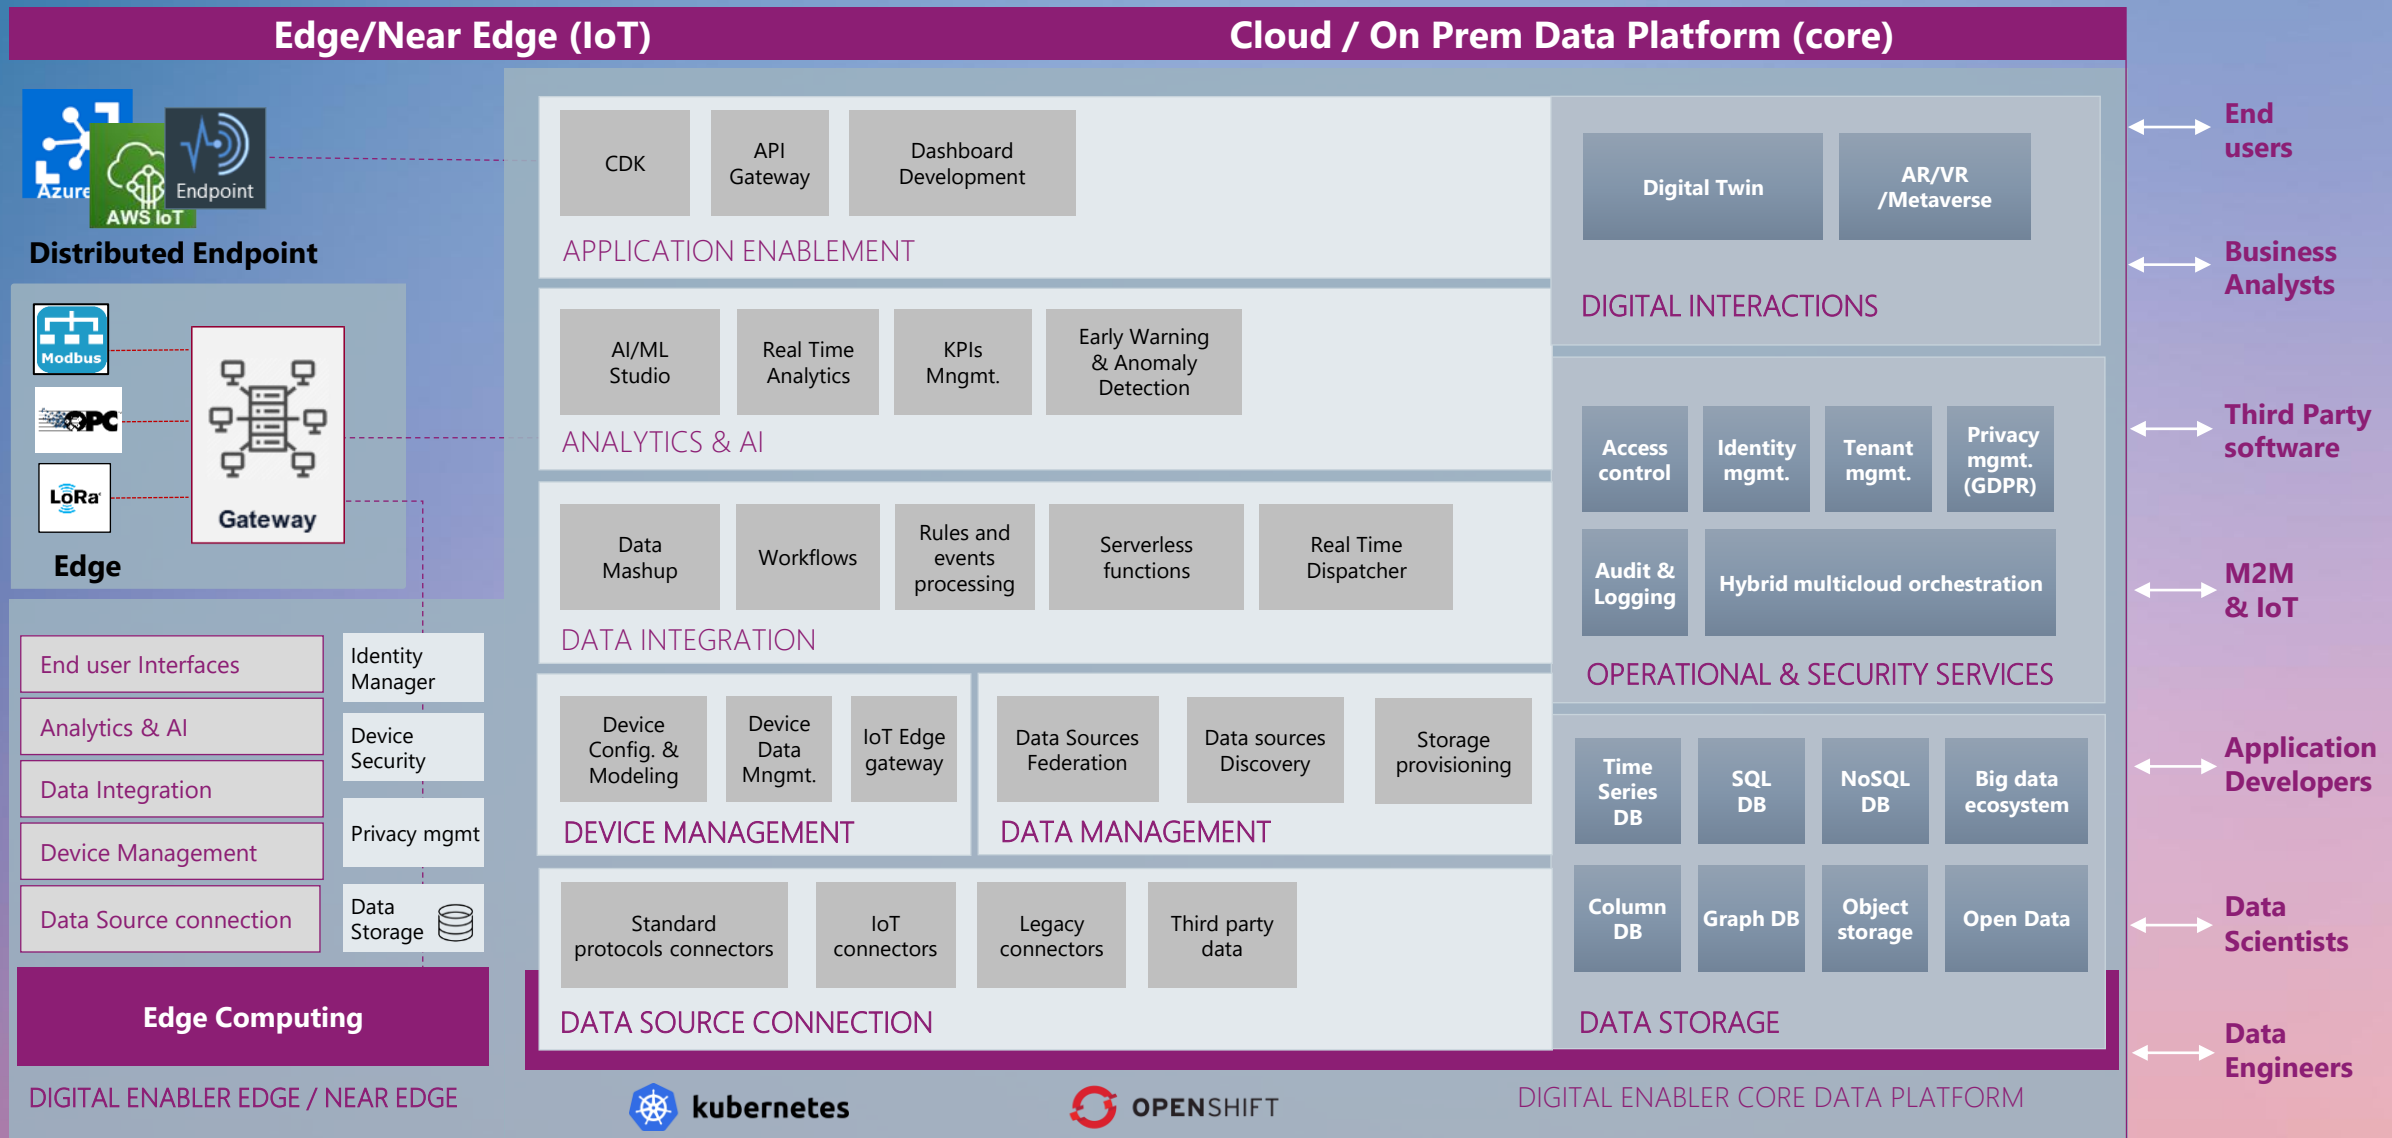 Edge/Near Edge (IoT)
Cloud / On Prem Data Platform (core)
Azure
AWS IoT
Endpoint
Distributed Endpoint
Modbus
OPC
LoRa
Gateway
Edge
End user Interfaces
Analytics & AI
Data Integration
Device Management
Data Source connection
Identity
Manager
Device
Security
Privacy mgmt
Data
Storage
Edge Computing
DIGITAL ENABLER EDGE / NEAR EDGE
CDK
API
Gateway
Dashboard
Development
APPLICATION ENABLEMENT
AI/ML
Studio
Real Time
Analytics
KPIs
Mngmt.
Early Warning
& Anomaly
Detection
ANALYTICS & AI
Data
Mashup
Workflows
Rules and
events
processing
Serverless
functions
Real Time
Dispatcher
DATA INTEGRATION
Device
Config. &
Modeling
Device
Data
Mngmt.
IoT Edge
gateway
DEVICE MANAGEMENT
Data Sources
Federation
Data sources
Discovery
Storage
provisioning
DATA MANAGEMENT
Standard
protocols connectors
IoT
connectors
Legacy
connectors
Third party
data
DATA SOURCE CONNECTION
Digital Twin
AR/VR
/Metaverse
DIGITAL INTERACTIONS
Access
control
Identity
mgmt.
Tenant
mgmt.
Privacy
mgmt.
(GDPR)
Audit &
Logging
Hybrid multicloud orchestration
OPERATIONAL & SECURITY SERVICES
Time
Series
DB
SQL
DB
NoSQL
DB
Big data
ecosystem
Column
DB
Graph DB
Object
storage
Open Data
DATA STORAGE
kubernetes
OPENSHIFT
DIGITAL ENABLER CORE DATA PLATFORM
End
users
Business
Analysts
Third Party
software
M2M
& IoT
Application
Developers
Data
Scientists
Data
Engineers